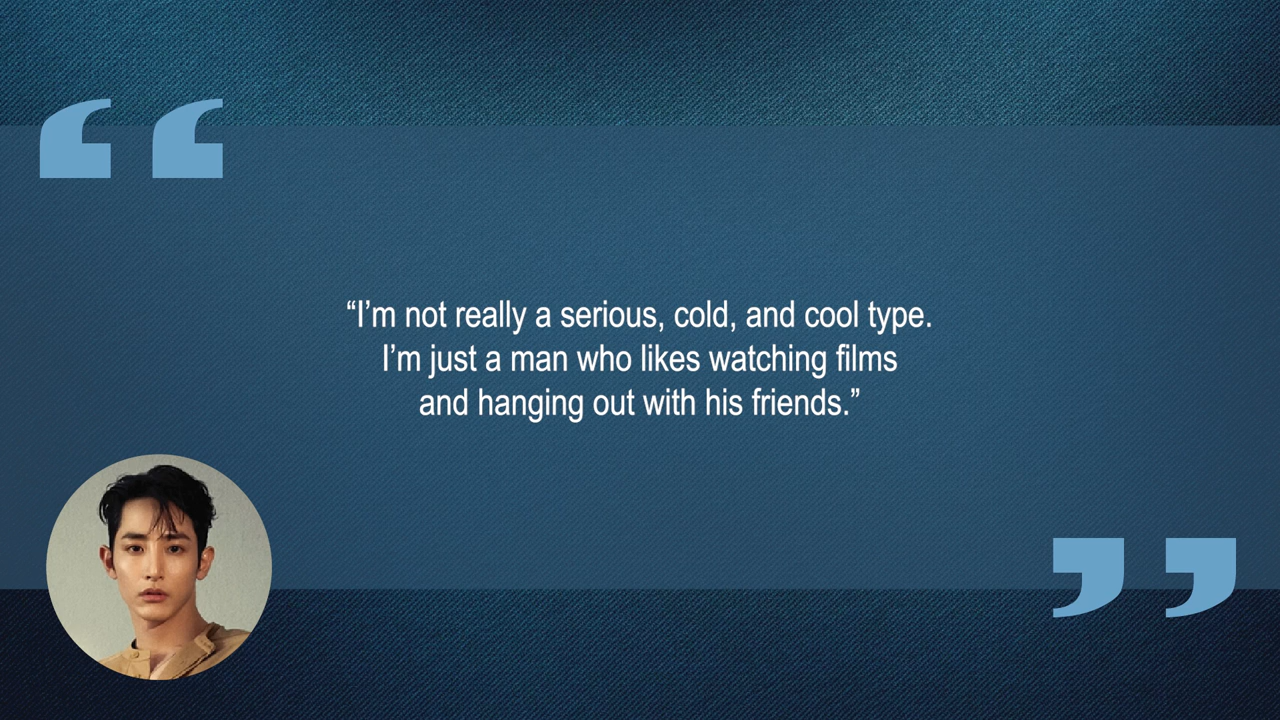 “I’m not really a serious, cold, and cool type.
I’m just a man who likes watching films
and hanging out with his friends.”